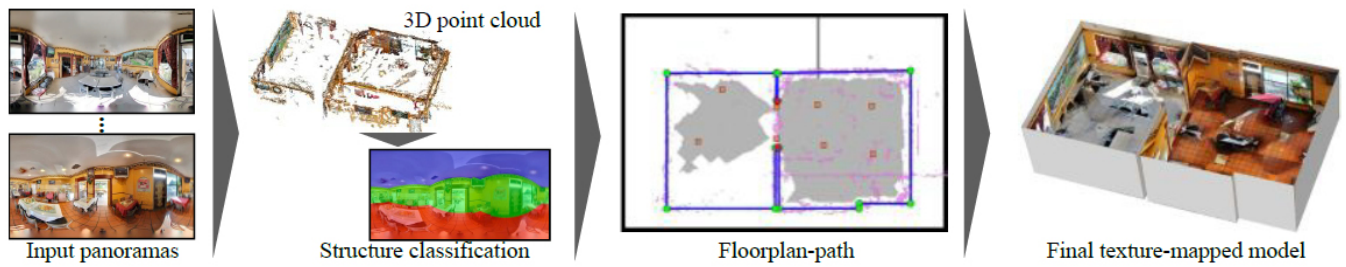 3D point cloud
Input panoramas
Structure classification
Floorplan-path
Final texture-mapped model